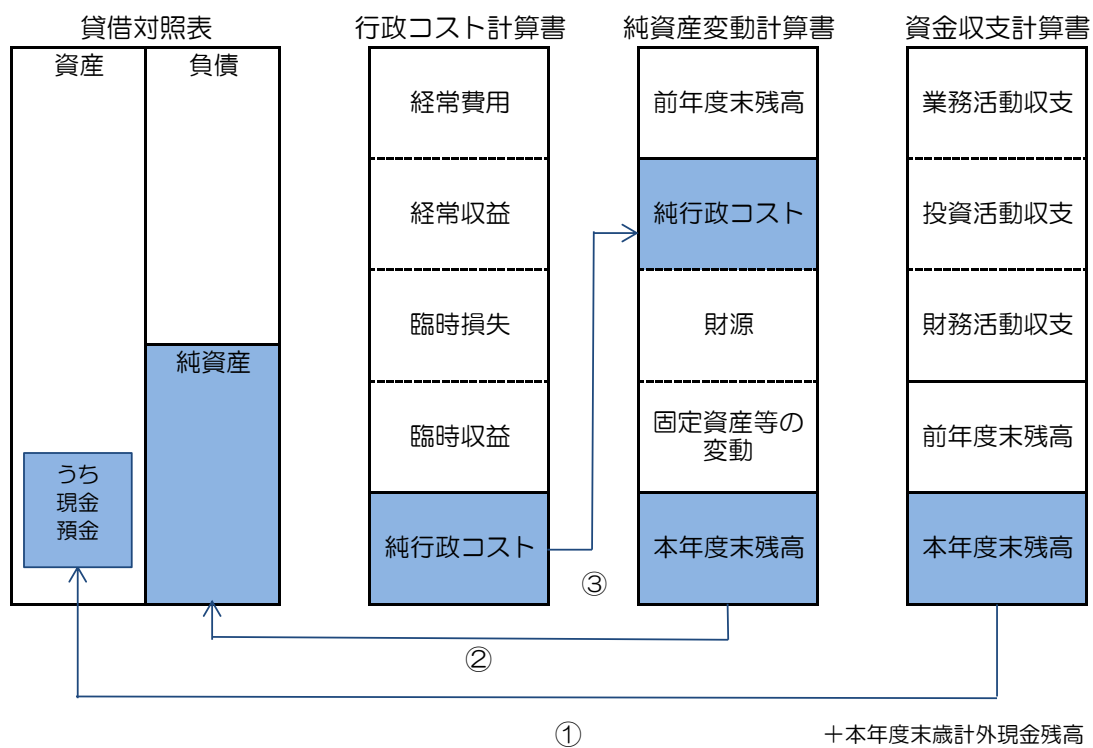 貸借対照表
資産
負債
純資産
うち
現金
預金
行政コスト計算書
経常費用
経常収益
臨時損失
臨時収益
純行政コスト
純資産変動計算書
前年度末残高
純行政コスト
財源
固定資産等の
変動
本年度末残高
資金収支計算書
業務活動収支
投資活動収支
財務活動収支
前年度末残高
本年度末残高
③
②
①
＋本年度末歳計外現金残高